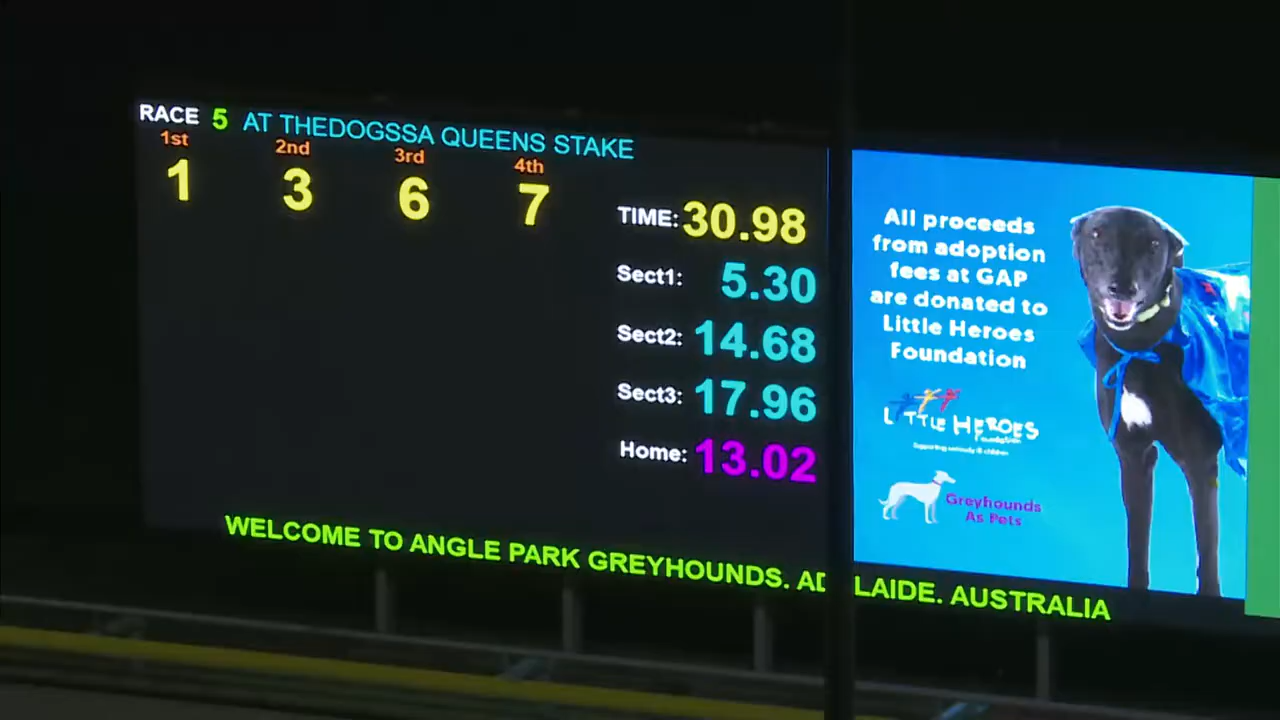 RACE 5 AT THEDOGSSA QUEENS STAKE
1st 2nd 3rd 4th
1 3 6 7
TIME: 30.98
Sect1: 5.30
Sect2: 14.68
Sect3: 17.96
Home: 13.02
WELCOME TO ANGLE PARK GREYHOUNDS. ADELAIDE. AUSTRALIA
All proceeds
from adoption
fees at GAP
are donated to
Little Heroes
Foundation
LITTLE HEROES
Foundation
Greyhounds
As Pets